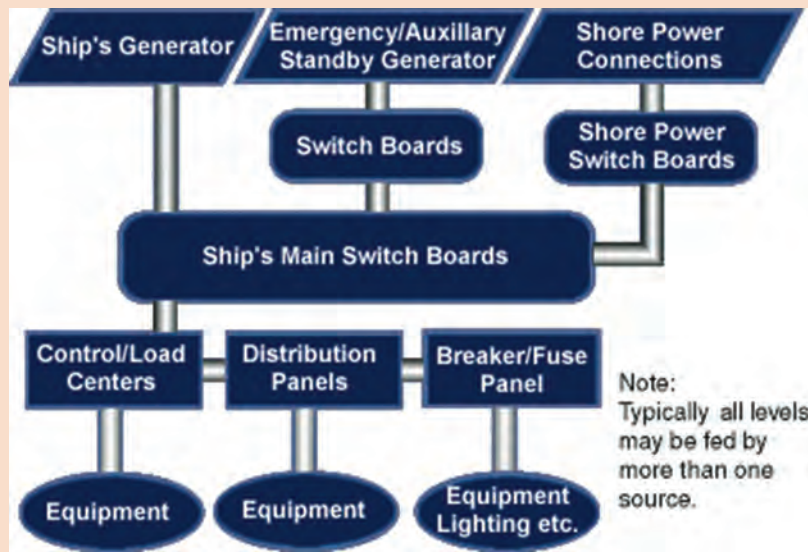 Ship's Generator
Emergency/Auxillary
Standby Generator
Shore Power
Connections
Switch Boards
Shore Power
Switch Boards
Ship's Main Switch Boards
Control/Load
Centers
Distribution
Panels
Breaker/Fuse
Panel
Note:
Typically all levels
may be fed by
more than one
source.
Equipment
Equipment
Equipment
Lighting etc.